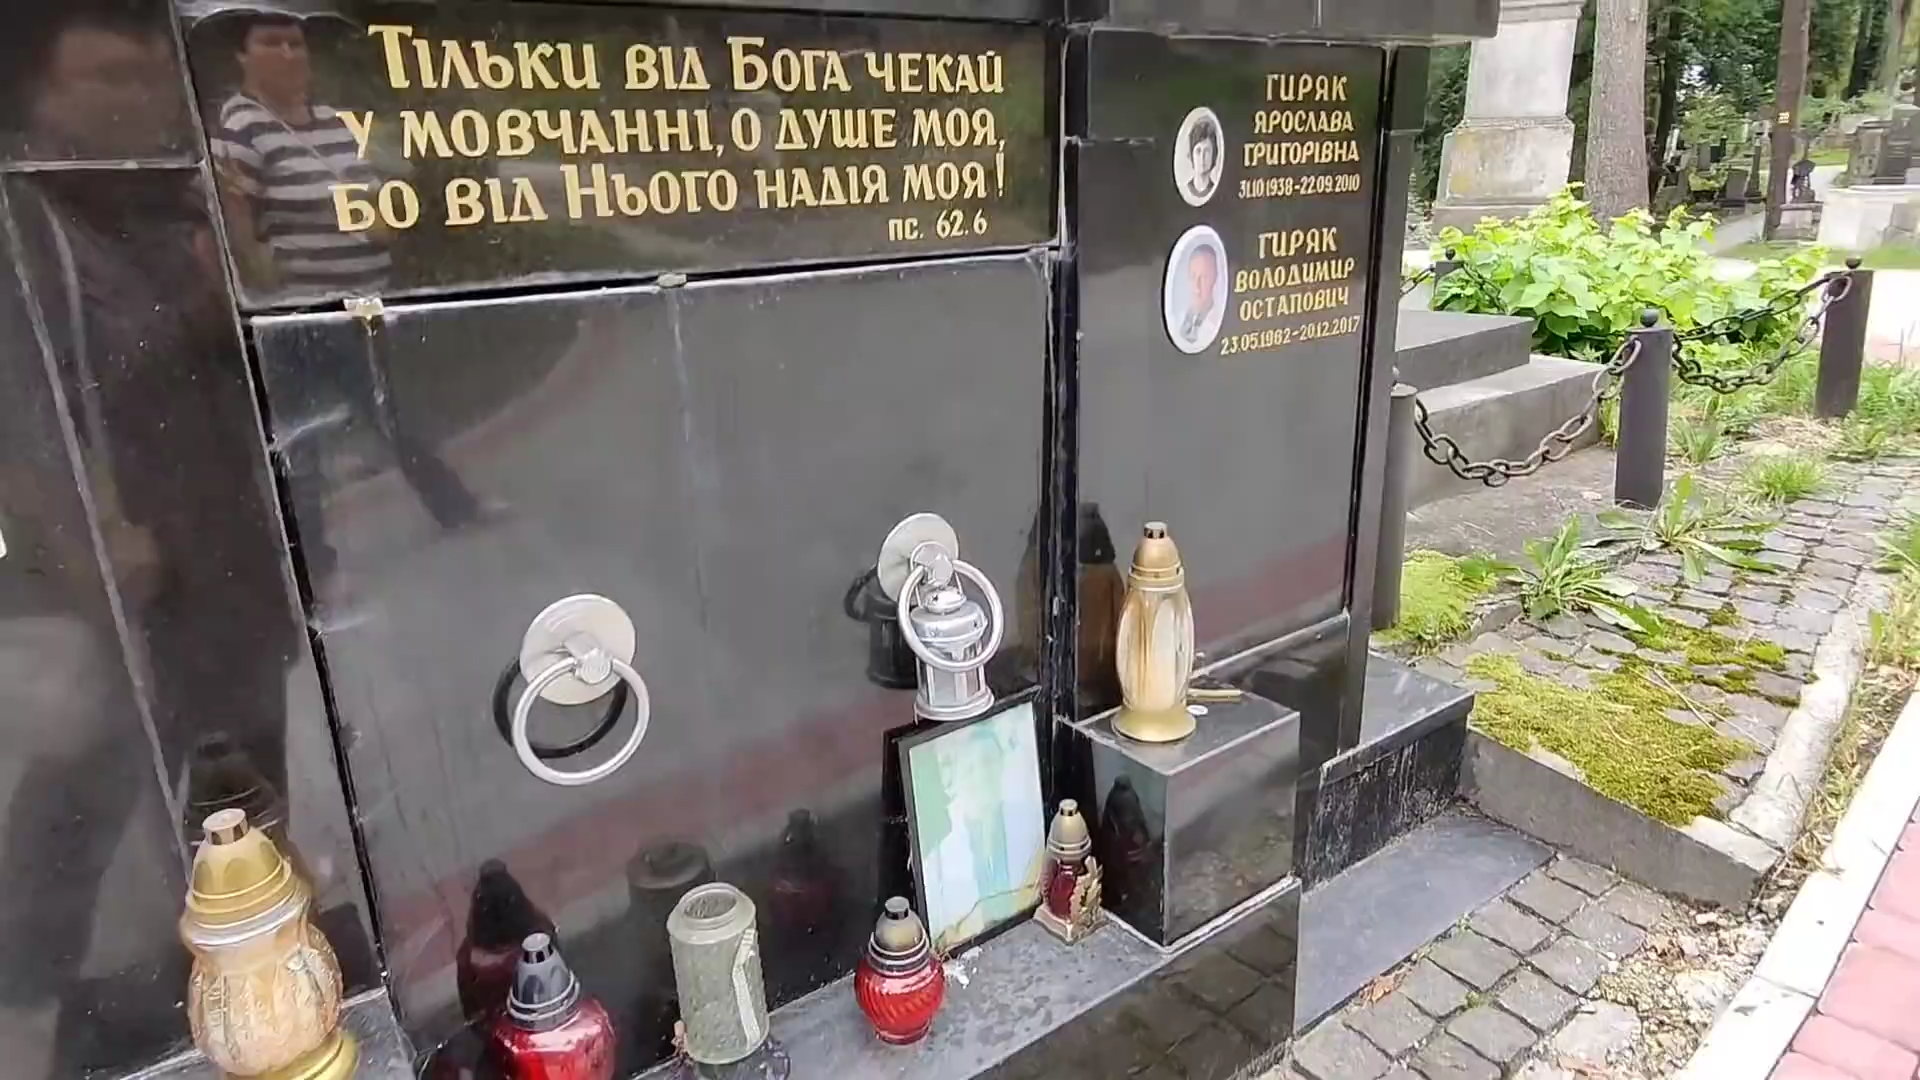 Тільки від Бога чекай
у мовчанні, о душе моя,
бо від Нього надія моя!
пс. 62.6
ГИРЯК
ЯРОСЛАВА
ГРИГОРІВНА
31.10.1938-22.09.2010
ГИРЯК
ВОЛОДИМИР
ОСТАПОВИЧ
23.05.1962-20.12.2017